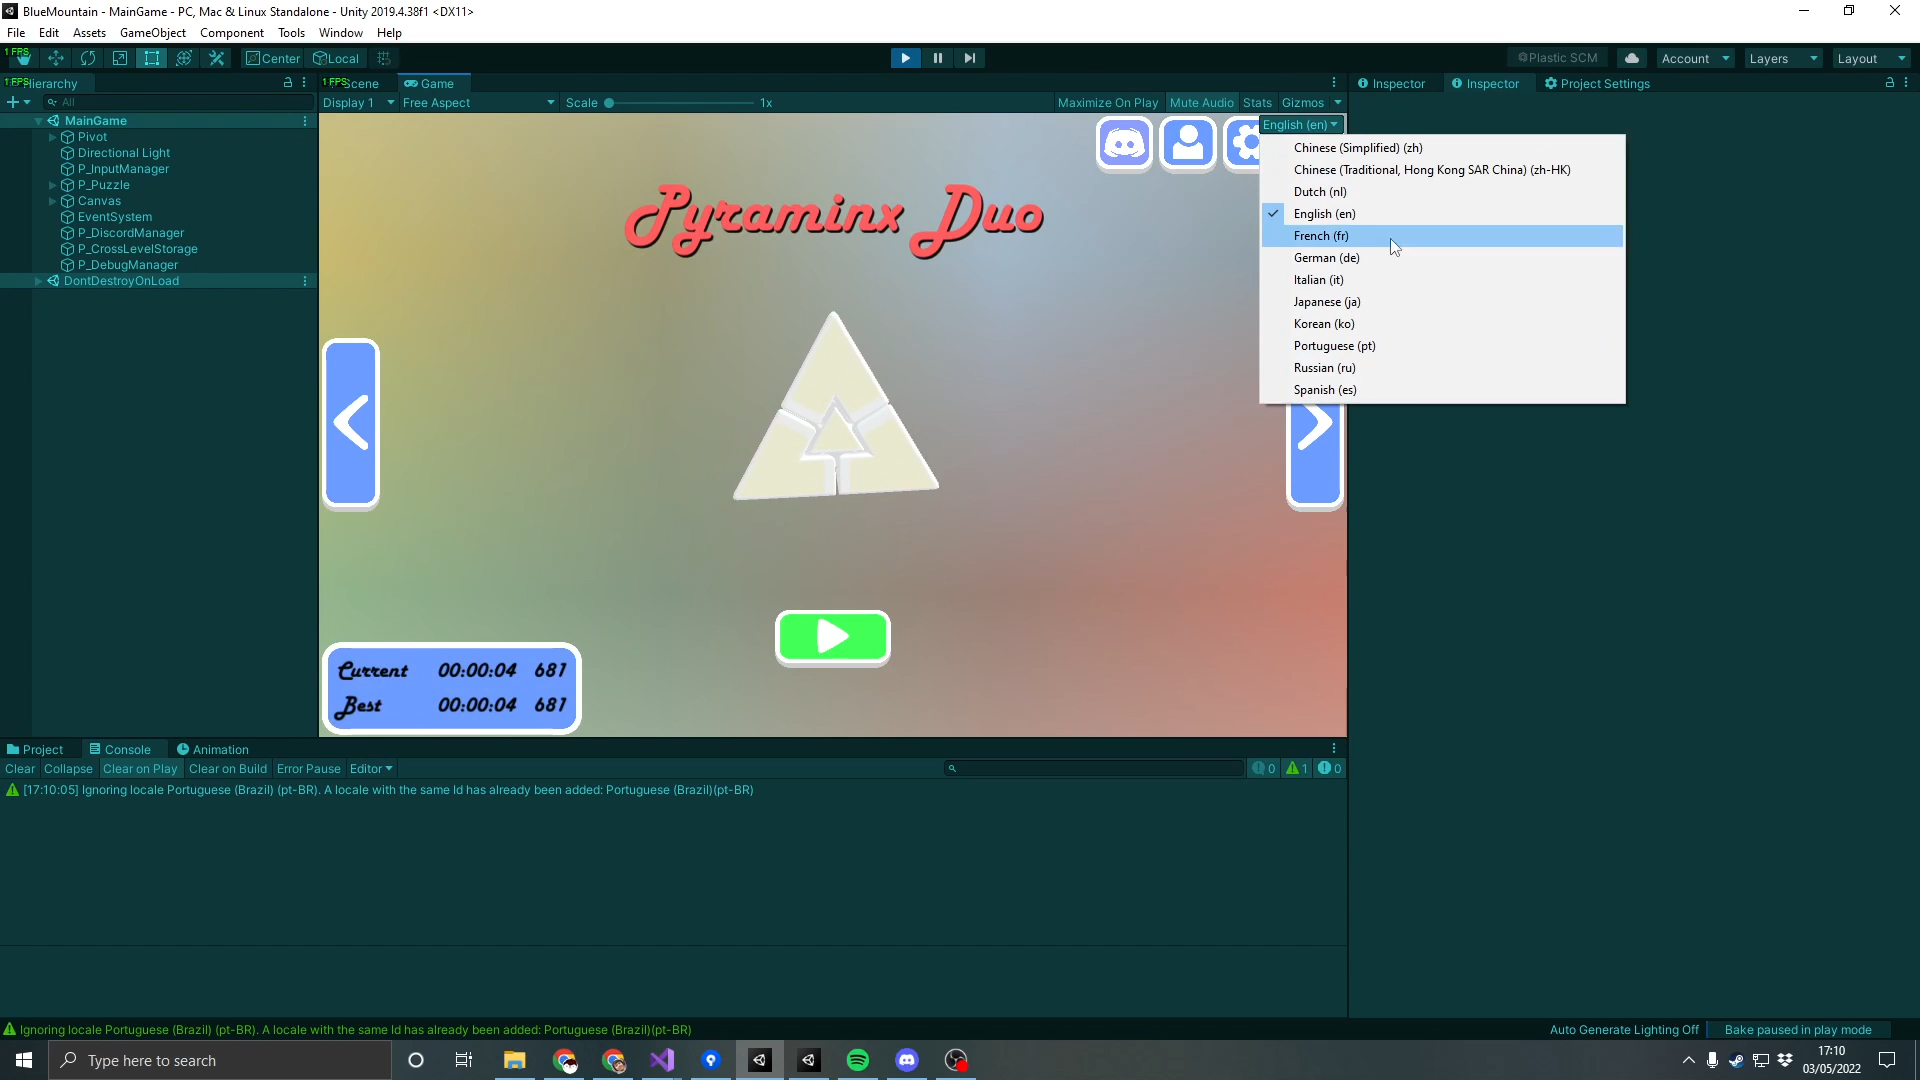 BlueMountain - MainGame - PC, Mac & Linux Standalone - Unity 2019.4.38f1 <DX11>
File Edit Assets GameObject Component Tools Window Help
1 FPS
Center Local
Plastic SCM Account Layers Layout
Hierarchy
1 FPS
Scene Game
Inspector Inspector Project Settings
All
Display 1 Free Aspect Scale 1x Maximize On Play Mute Audio Stats Gizmos
MainGame
Pivot
Directional Light
P_InputManager
P_Puzzle
Canvas
EventSystem
P_DiscordManager
P_CrossLevelStorage
P_DebugManager
DontDestroyOnLoad
English (en)
Chinese (Simplified) (zh)
Chinese (Traditional, Hong Kong SAR China) (zh-HK)
Dutch (nl)
English (en)
French (fr)
German (de)
Italian (it)
Japanese (ja)
Korean (ko)
Portuguese (pt)
Russian (ru)
Spanish (es)
Pyraminx Duo
Current 00:00:04 681
Best 00:00:04 681
Project Console Animation
Clear Collapse Clear on Play Clear on Build Error Pause Editor
0 1 0
[17:10:05] Ignoring locale Portuguese (Brazil) (pt-BR). A locale with the same Id has already been added: Portuguese (Brazil)(pt-BR)
Ignoring locale Portuguese (Brazil) (pt-BR). A locale with the same Id has already been added: Portuguese (Brazil)(pt-BR)
Auto Generate Lighting Off Bake paused in play mode
Type here to search
17:10
03/05/2022